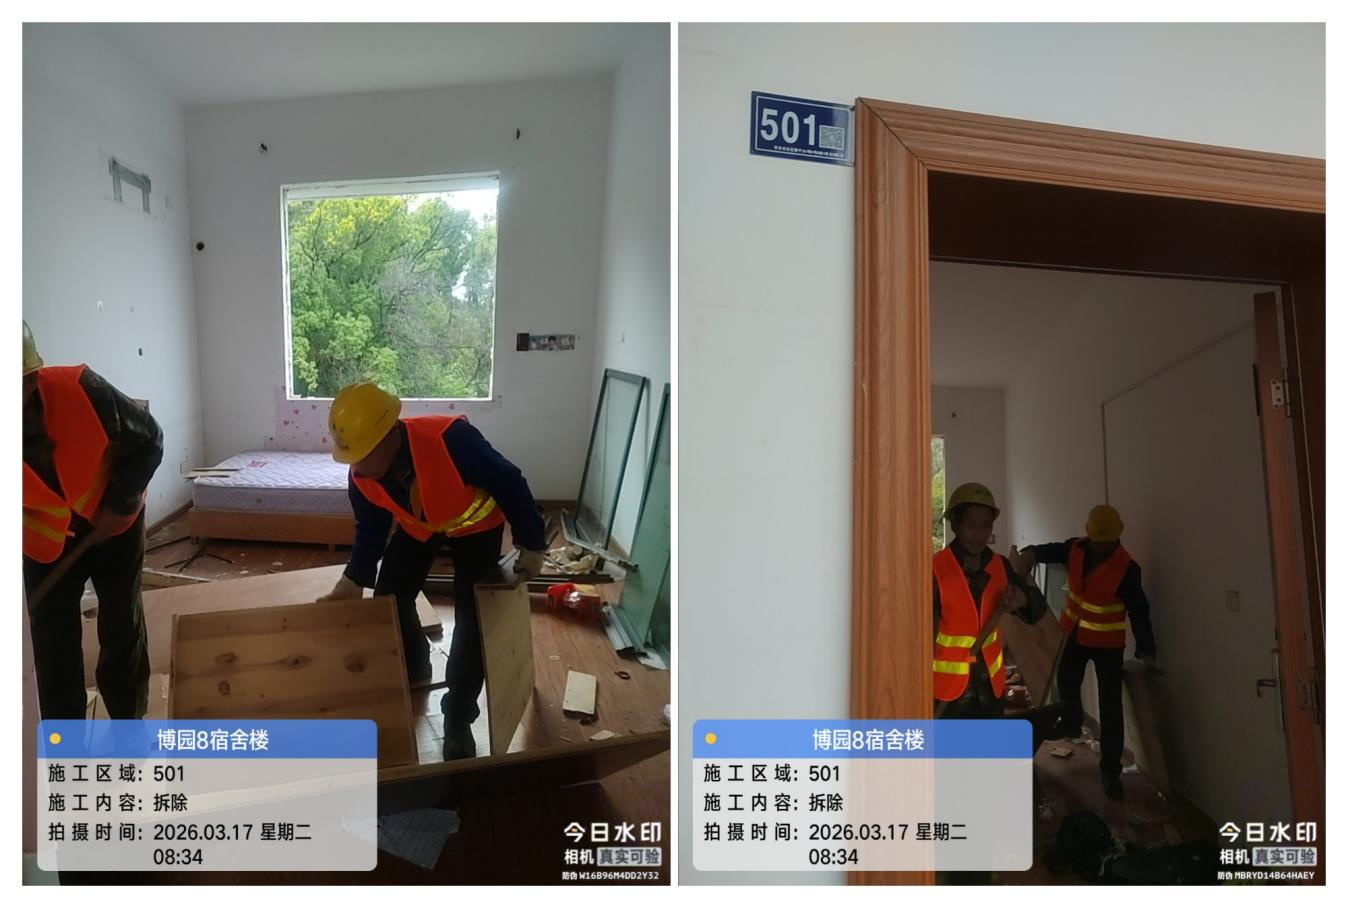 博园8宿舍楼
施工区域：501
施工内容：拆除
拍摄时间：2026.03.17 星期二
08:34
今日水印
相机 真实可验
防伪 W16B96M4DD2Y32
501
博园8宿舍楼
施工区域：501
施工内容：拆除
拍摄时间：2026.03.17 星期二
08:34
今日水印
相机 真实可验
防伪 MBRYD14B64HAEY